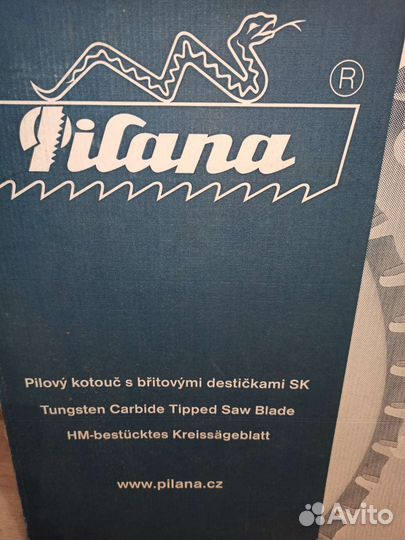 ®
Pilana
Pilový kotouč s břitovými destičkami SK
Tungsten Carbide Tipped Saw Blade
HM-bestücktes Kreissägeblatt
www.pilana.cz
Avito